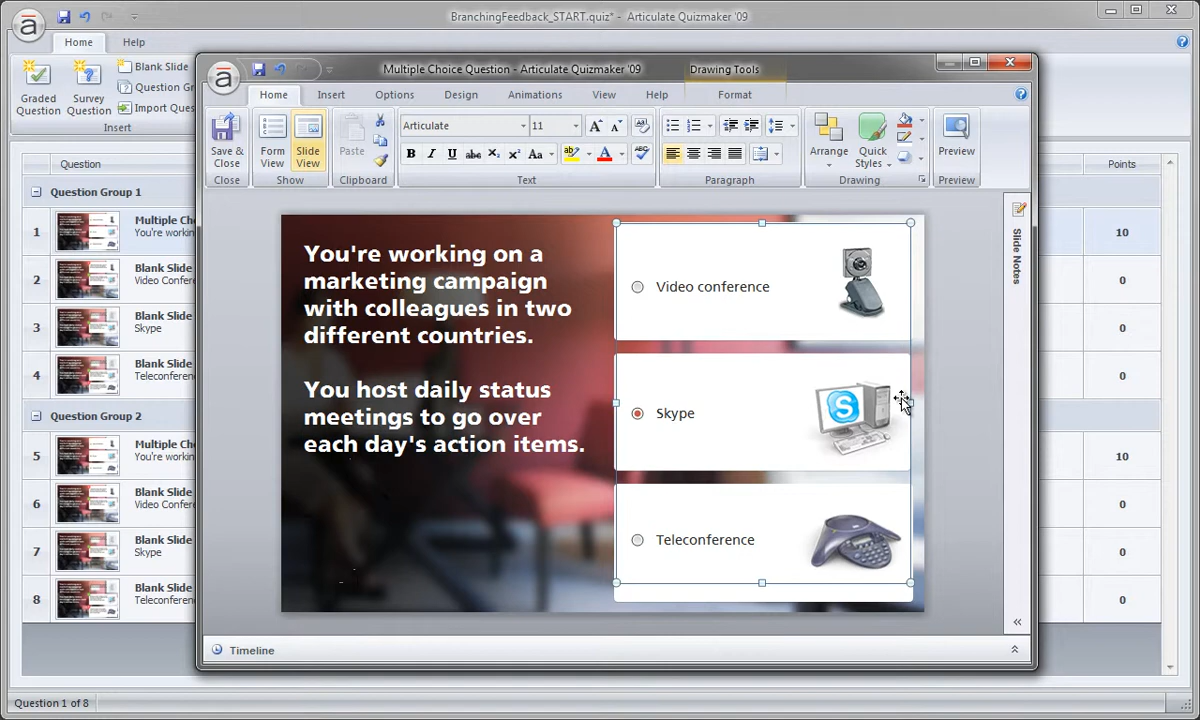 BranchingFeedback_START.quiz* - Articulate Quizmaker '09
Home
Help
Graded Question
Survey Question
Blank Slide
Question Gr
Import Ques
Insert
Multiple Choice Question - Articulate Quizmaker '09
Drawing Tools
Home
Insert
Options
Design
Animations
View
Help
Format
Save & Close
Form View
Slide View
Paste
Articulate
11
Arrange
Quick Styles
Preview
Close
Show
Clipboard
Text
Paragraph
Drawing
Preview
Question
Points
Question Group 1
1
Multiple Ch
You're workin
10
2
Blank Slide
Video Confe
0
3
Blank Slide
Skype
0
4
Blank Slide
Teleconferen
0
Question Group 2
5
Multiple Ch
You're workin
10
6
Blank Slide
Video Confe
0
7
Blank Slide
Skype
0
8
Blank Slide
Teleconferen
0
You're working on a
marketing campaign
with colleagues in two
different countries.
You host daily status
meetings to go over
each day's action items.
Video conference
Skype
Teleconference
Slide Notes
Timeline
Question 1 of 8